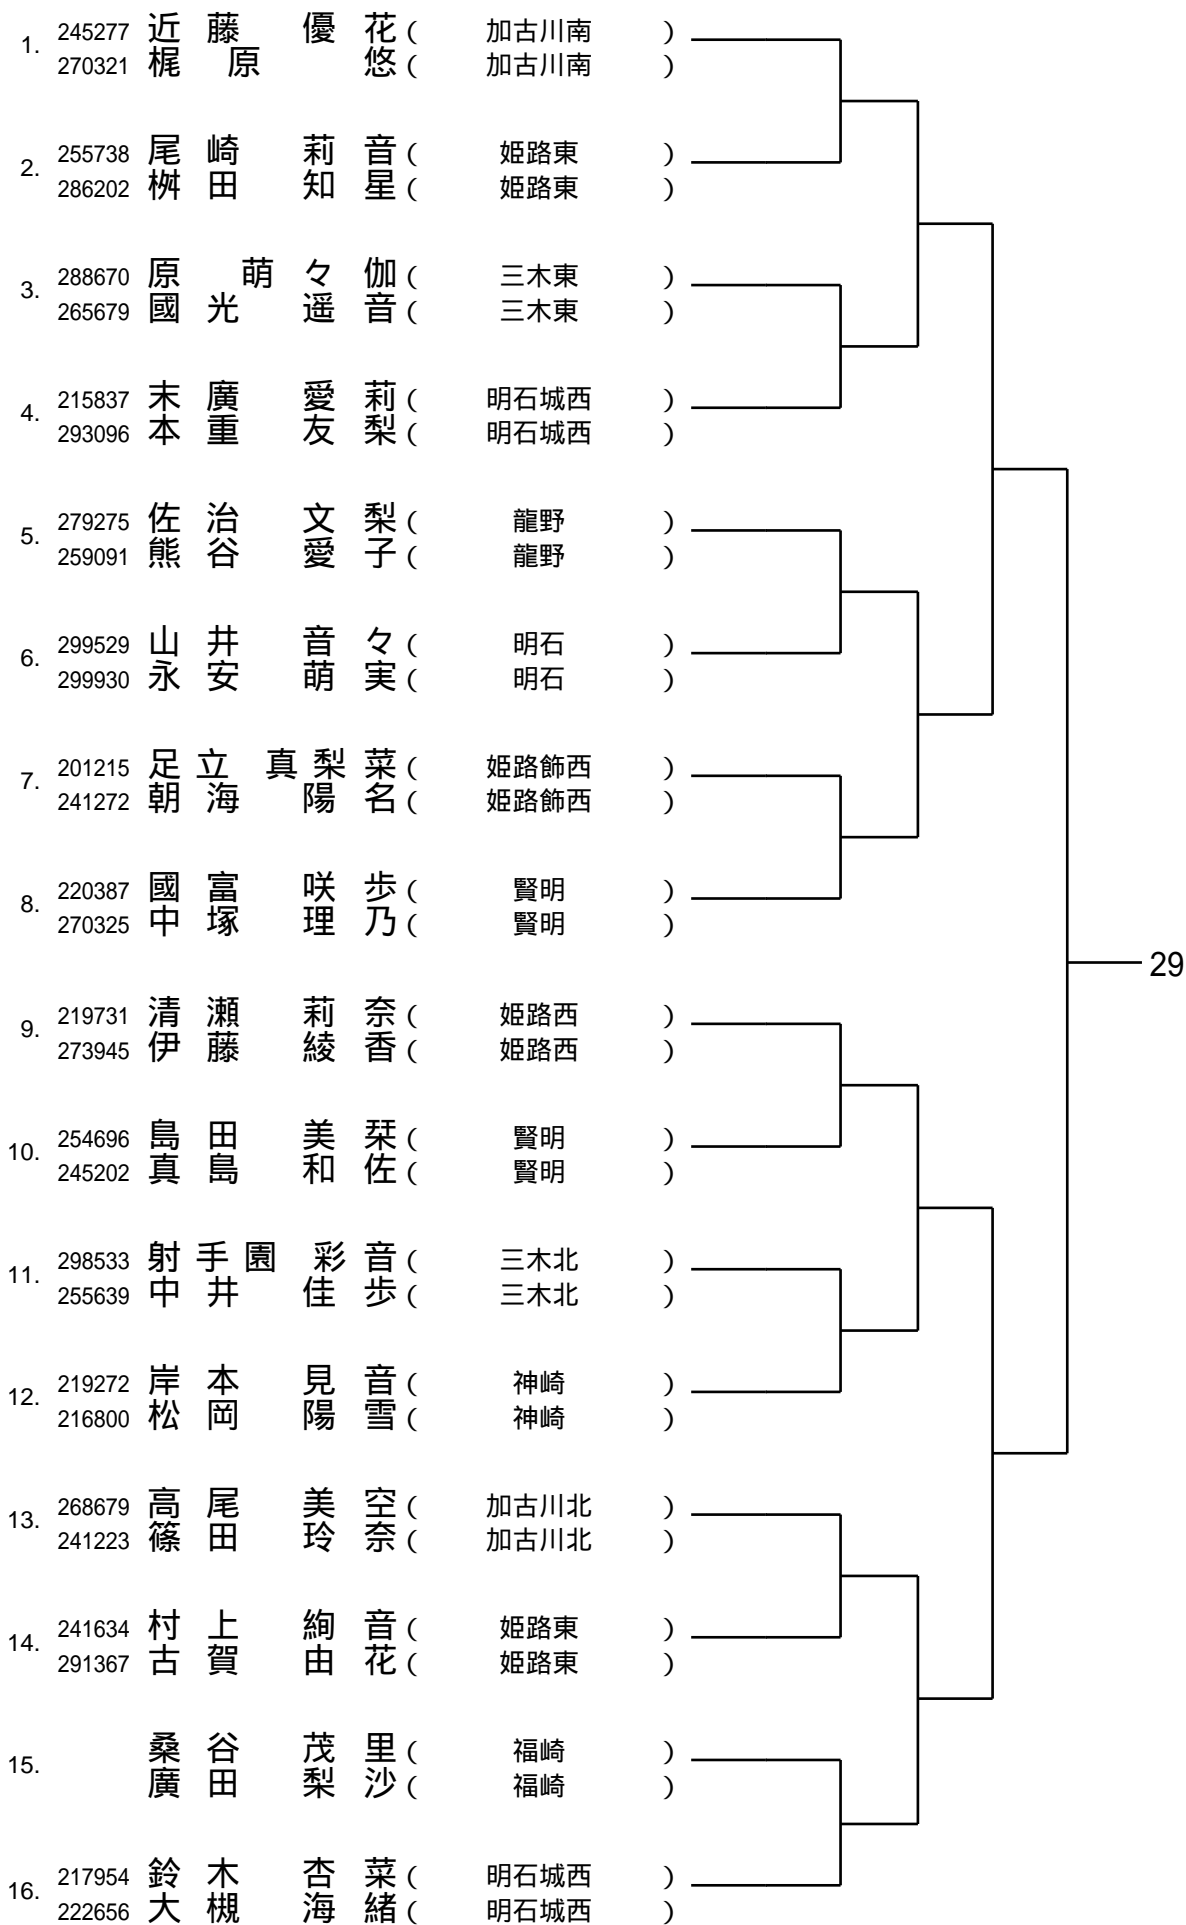 1. 245277 近藤 優花 ( 加古川南 )
270321 梶原 悠 ( 加古川南 )
2. 255738 尾崎 莉音 ( 姫路東 )
286202 桝田 知星 ( 姫路東 )
3. 288670 原 萌々伽 ( 三木東 )
265679 國光 遥音 ( 三木東 )
4. 215837 末廣 愛莉 ( 明石城西 )
293096 本重 友梨 ( 明石城西 )
5. 279275 佐治 文梨 ( 龍野 )
259091 熊谷 愛子 ( 龍野 )
6. 299529 山井 音々 ( 明石 )
299930 永安 萌実 ( 明石 )
7. 201215 足立 真梨菜 ( 姫路飾西 )
241272 朝海 陽名 ( 姫路飾西 )
8. 220387 國富 咲歩 ( 賢明 )
270325 中塚 理乃 ( 賢明 )
29
9. 219731 清瀬 莉奈 ( 姫路西 )
273945 伊藤 綾香 ( 姫路西 )
10. 254696 島田 美栞 ( 賢明 )
245202 真島 和佐 ( 賢明 )
11. 298533 射手園 彩音 ( 三木北 )
255639 中井 佳歩 ( 三木北 )
12. 219272 岸本 見音 ( 神崎 )
216800 松岡 陽雪 ( 神崎 )
13. 268679 高尾 美空 ( 加古川北 )
241223 篠田 玲奈 ( 加古川北 )
14. 241634 村上 絢音 ( 姫路東 )
291367 古賀 由花 ( 姫路東 )
15. 桑谷 茂里 ( 福崎 )
廣田 梨沙 ( 福崎 )
16. 217954 鈴木 杏菜 ( 明石城西 )
222656 大槻 海緒 ( 明石城西 )